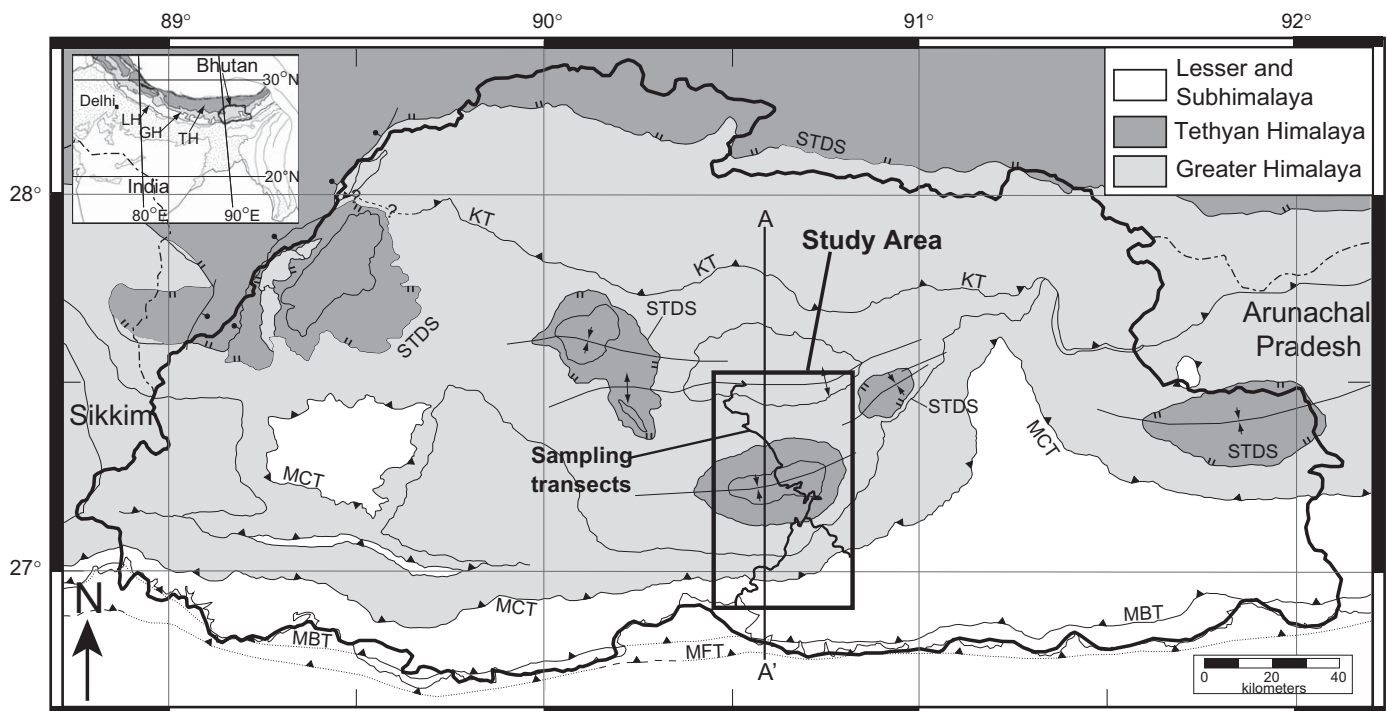 89°
90°
91°
92°
Bhutan
30°N
Delhi
LH
GH
TH
India
20°N
80°E
90°E
Lesser and
Subhimalaya
Tethyan Himalaya
Greater Himalaya
STDS
28°
?
?
KT
A
Study Area
KT
KT
STDS
STDS
Arunachal
Pradesh
Sikkim
STDS
MCT
STDS
MCT
Sampling
transects
27°
N
MCT
MBT
MBT
MFT
A'
0 20 40
kilometers